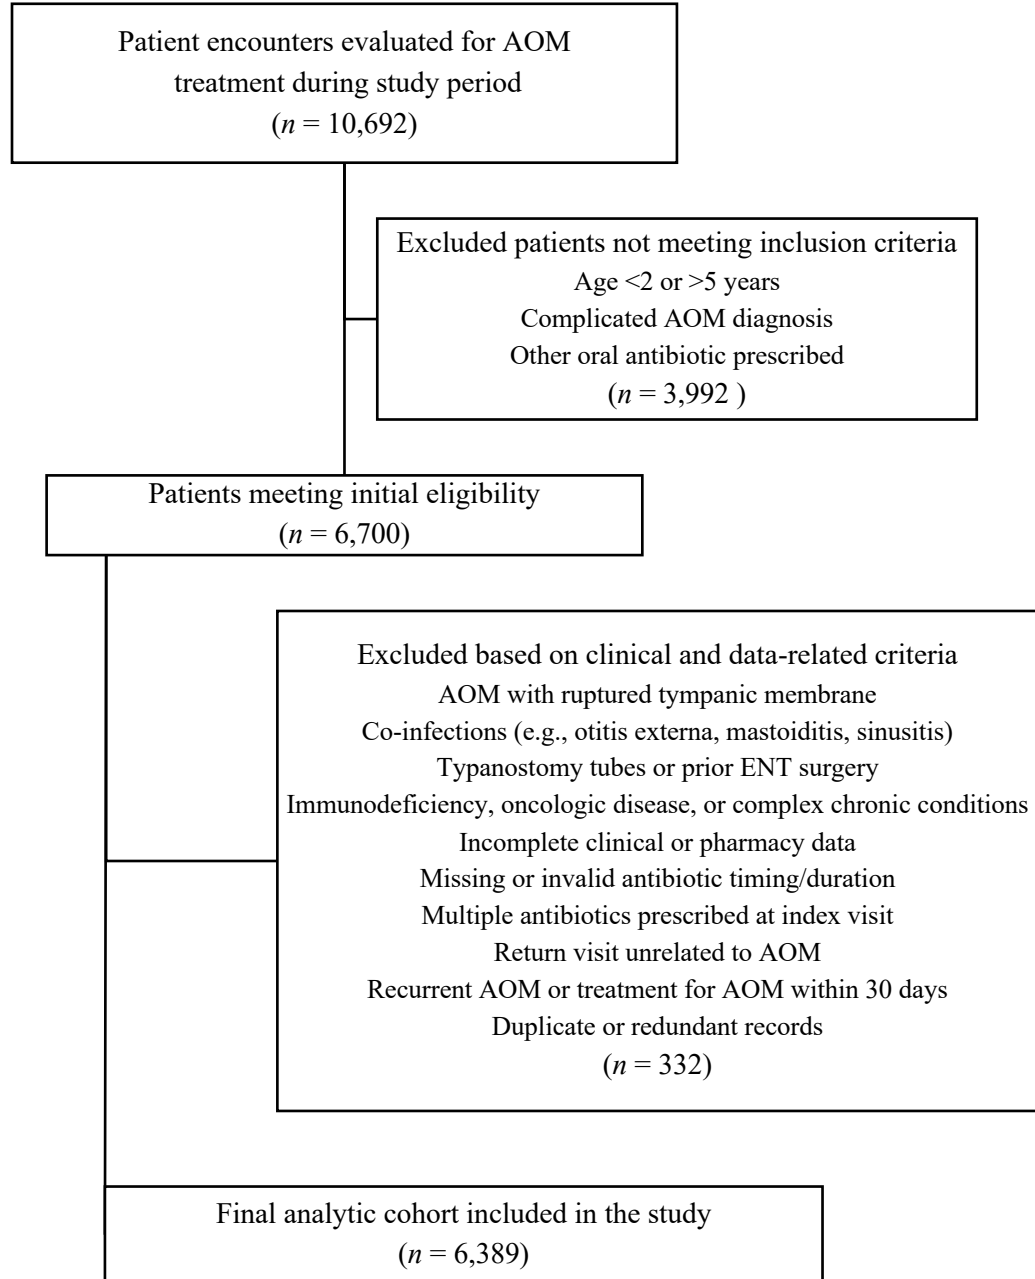 Patient encounters evaluated for AOM
treatment during study period
(n = 10,692)
Excluded patients not meeting inclusion criteria
Age <2 or >5 years
Complicated AOM diagnosis
Other oral antibiotic prescribed
(n = 3,992 )
Patients meeting initial eligibility
(n = 6,700)
Excluded based on clinical and data-related criteria
AOM with ruptured tympanic membrane
Co-infections (e.g., otitis externa, mastoiditis, sinusitis)
Typanostomy tubes or prior ENT surgery
Immunodeficiency, oncologic disease, or complex chronic conditions
Incomplete clinical or pharmacy data
Missing or invalid antibiotic timing/duration
Multiple antibiotics prescribed at index visit
Return visit unrelated to AOM
Recurrent AOM or treatment for AOM within 30 days
Duplicate or redundant records
(n = 332)
Final analytic cohort included in the study
(n = 6,389)